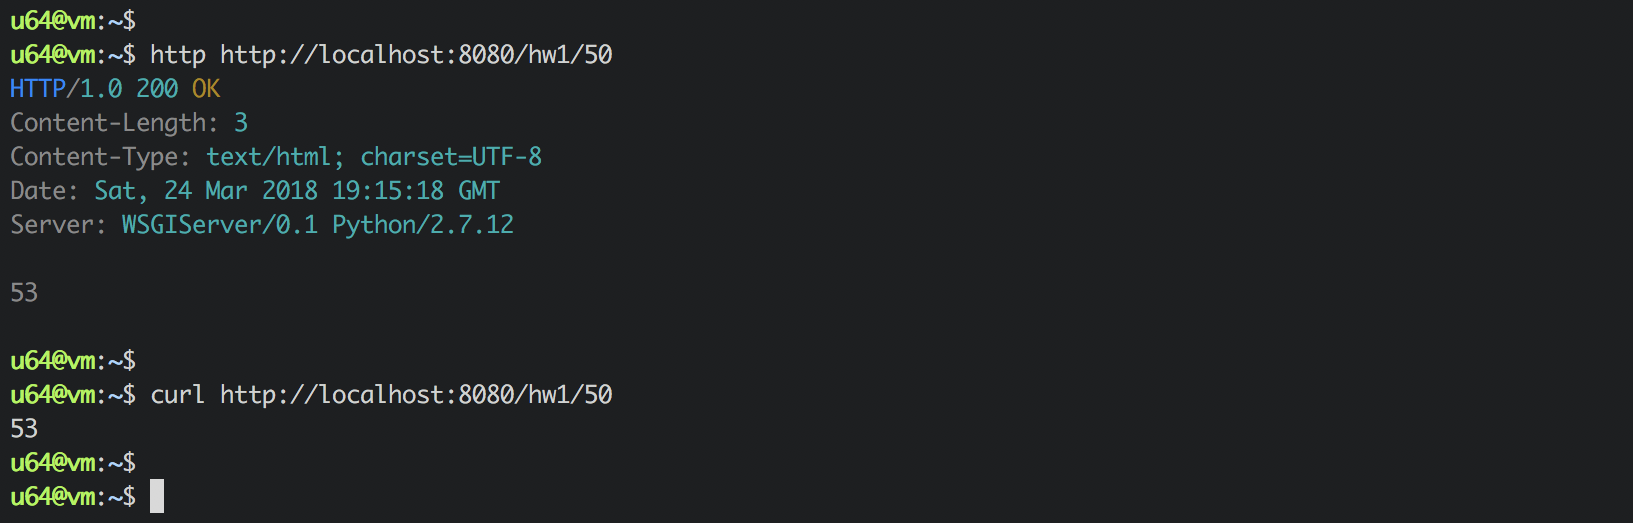 u64@vm:~$
u64@vm:~$ http http://localhost:8080/hw1/50
HTTP/1.0 200 OK
Content-Length: 3
Content-Type: text/html; charset=UTF-8
Date: Sat, 24 Mar 2018 19:15:18 GMT
Server: WSGIServer/0.1 Python/2.7.12
53
u64@vm:~$
u64@vm:~$ curl http://localhost:8080/hw1/50
53
u64@vm:~$
u64@vm:~$